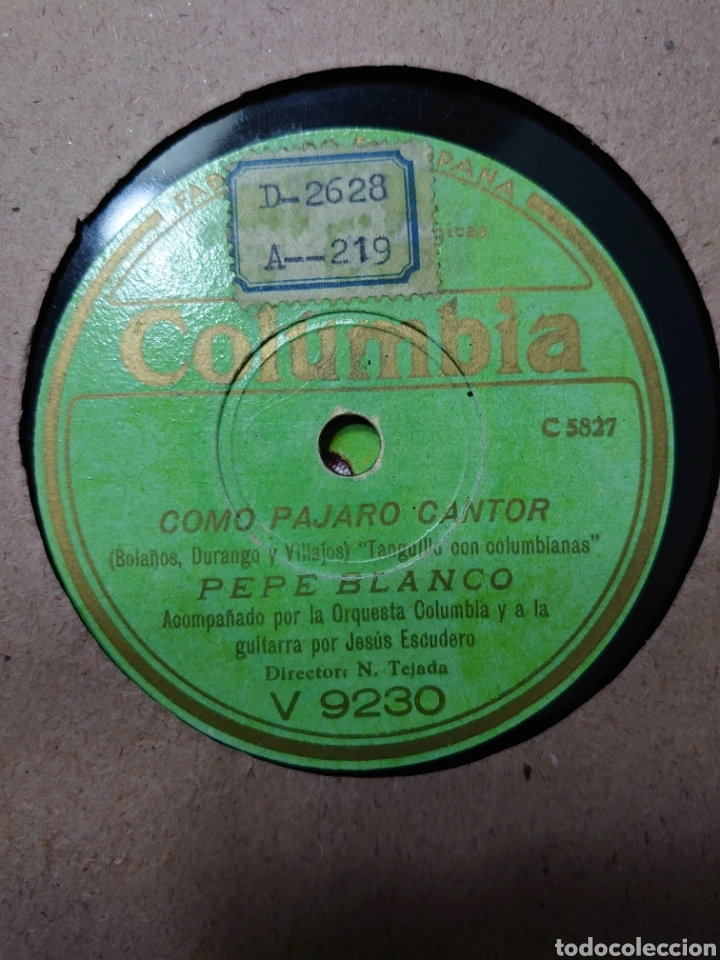 D-2628
A--219
Columbia
C 5827
COMO PAJARO CANTOR
(Bolaños, Durango y Villajos) "Tanguillo con columbianas"
PEPE BLANCO
Acompañado por la Orquesta Columbia y a la
guitarra por Jesús Escudero
Director: N. Tejada
V 9230
todocoleccion